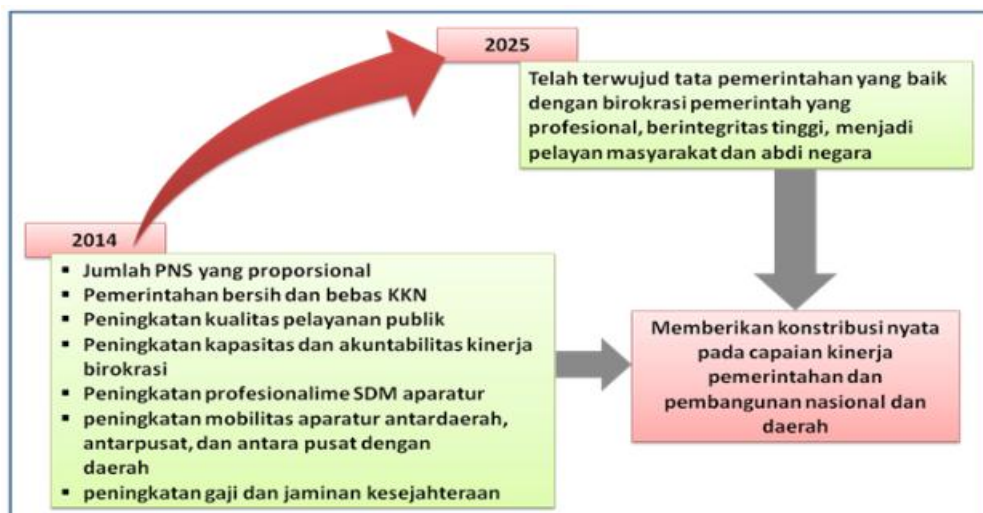 2025
Telah terwujud tata pemerintahan yang baik
dengan birokrasi pemerintah yang
profesional, berintegritas tinggi, menjadi
pelayan masyarakat dan abdi negara
2014
▪ Jumlah PNS yang proporsional
▪ Pemerintahan bersih dan bebas KKN
▪ Peningkatan kualitas pelayanan publik
▪ Peningkatan kapasitas dan akuntabilitas kinerja
birokrasi
▪ Peningkatan profesionalime SDM aparatur
▪ peningkatan mobilitas aparatur antardaerah,
antarpusat, dan antara pusat dengan
daerah
▪ peningkatan gaji dan jaminan kesejahteraan
Memberikan konstribusi nyata
pada capaian kinerja
pemerintahan dan
pembangunan nasional dan
daerah